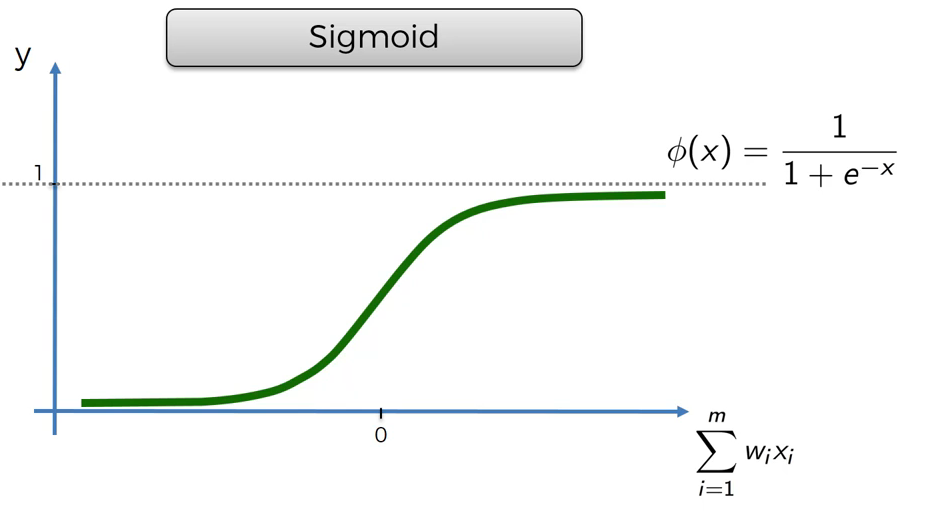 Sigmoid
y
1
ϕ(x) = 1 / (1 + e^{−x})
0
∑_{i=1}^{m} w_i x_i